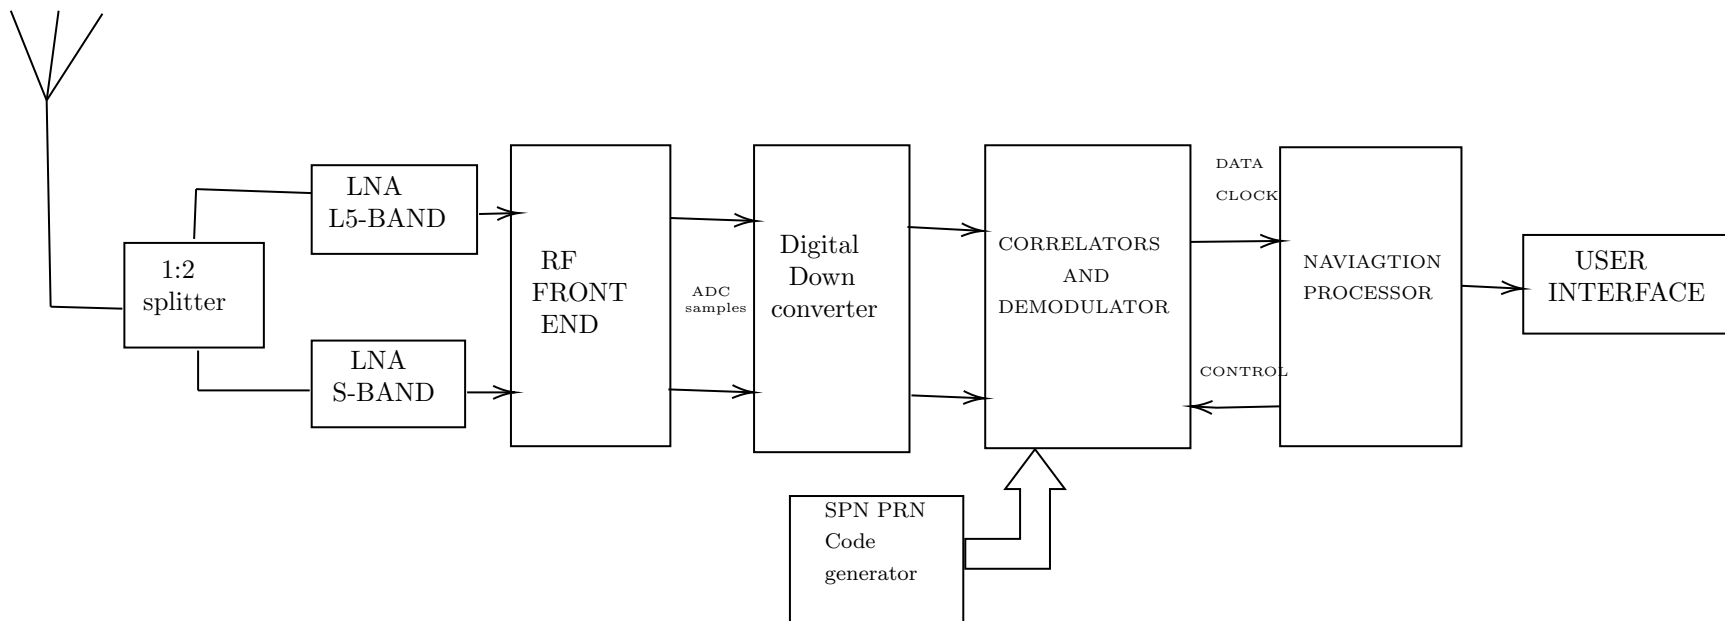 1:2
splitter
LNA
L5-BAND
LNA
S-BAND
RF
FRONT
END
ADC
samples
Digital
Down
converter
CORRELATORS
AND
DEMODULATOR
SPN PRN
Code
generator
DATA
CLOCK
CONTROL
NAVIAGTION
PROCESSOR
USER
INTERFACE